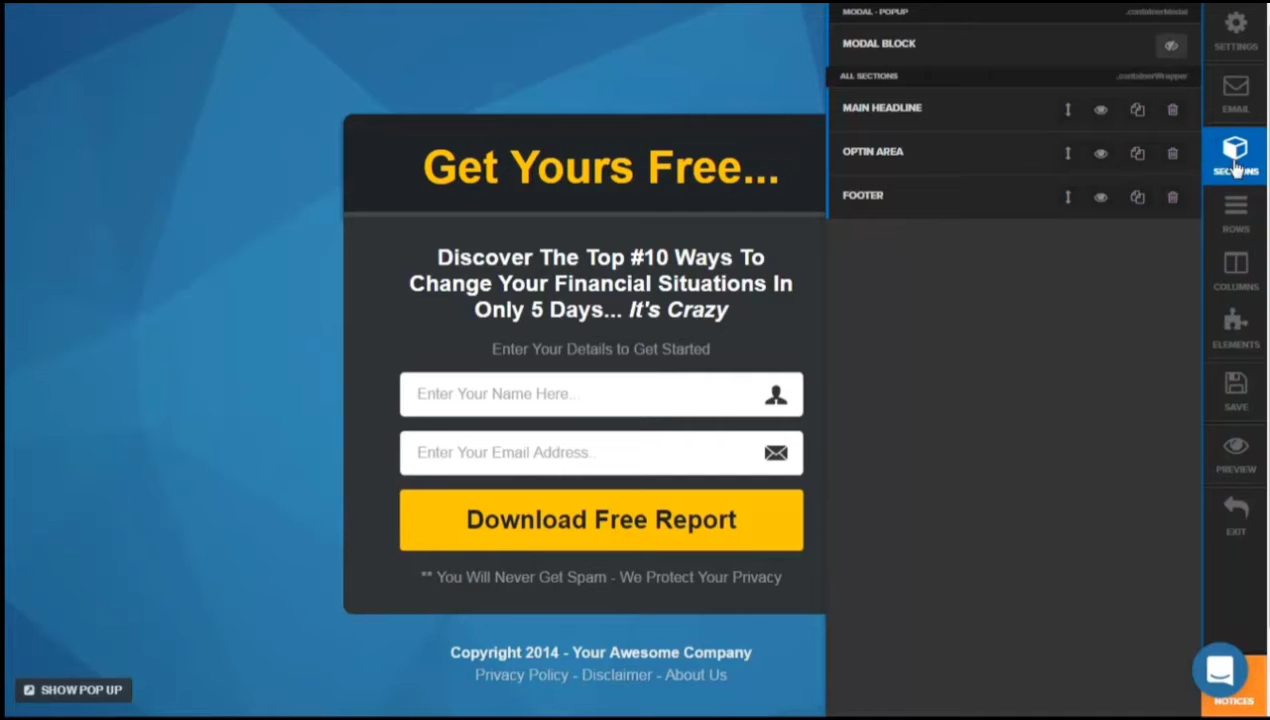 Get Yours Free...
Discover The Top #10 Ways To
Change Your Financial Situations In
Only 5 Days... It's Crazy
Enter Your Details to Get Started
Enter Your Name Here...
Enter Your Email Address..
Download Free Report
** You Will Never Get Spam - We Protect Your Privacy
Copyright 2014 - Your Awesome Company
Privacy Policy - Disclaimer - About Us
SHOW POP UP
MODAL - POPUP .containerModal
MODAL BLOCK
ALL SECTIONS .containerWrapper
MAIN HEADLINE
OPTIN AREA
FOOTER
SETTINGS
EMAIL
SECTIONS
ROWS
COLUMNS
ELEMENTS
SAVE
PREVIEW
EXIT
NOTICES